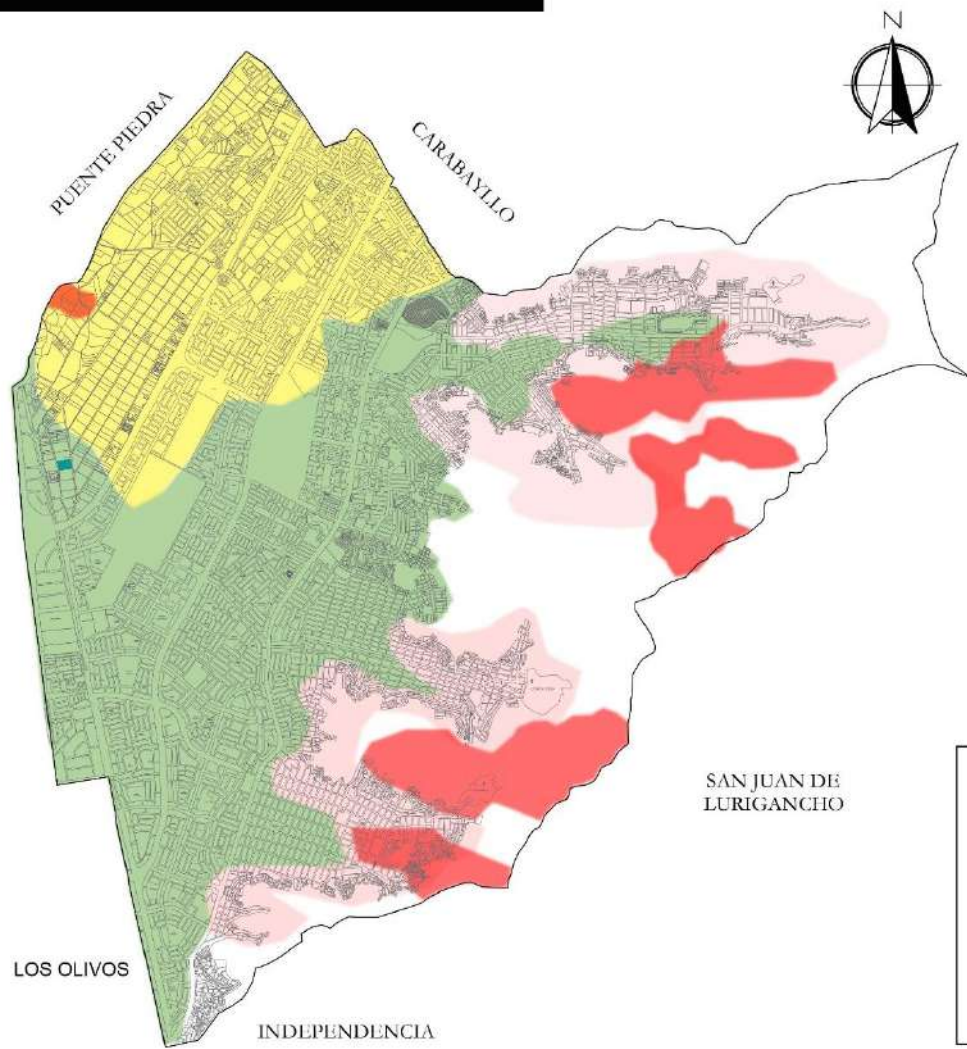 N
PUENTE PIEDRA
CARABAYLLO
SAN JUAN DE
LURIGANCHO
LOS OLIVOS
INDEPENDENCIA